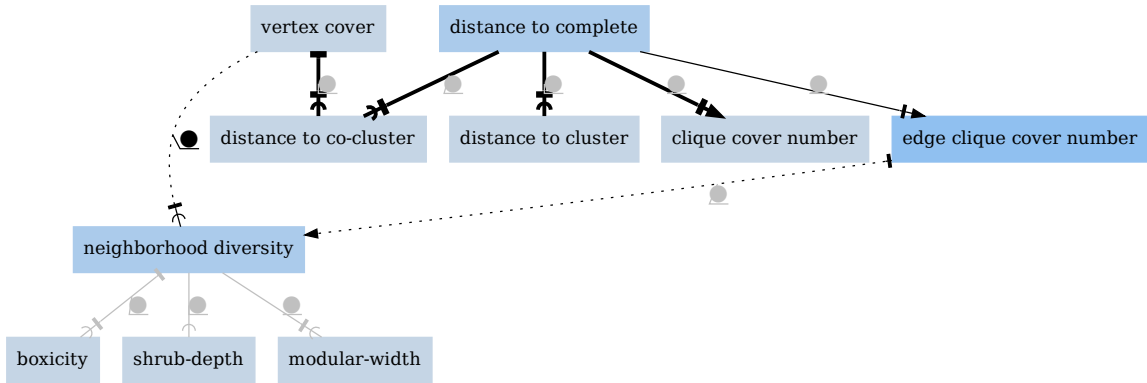 vertex cover
distance to complete
distance to co-cluster
distance to cluster
clique cover number
edge clique cover number
neighborhood diversity
boxicity
shrub-depth
modular-width